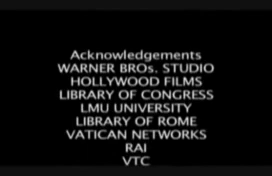 Acknowledgements
WARNER BROs. STUDIO
HOLLYWOOD FILMS
LIBRARY OF CONGRESS
LMU UNIVERSITY
LIBRARY OF ROME
VATICAN NETWORKS
RAI
VTC